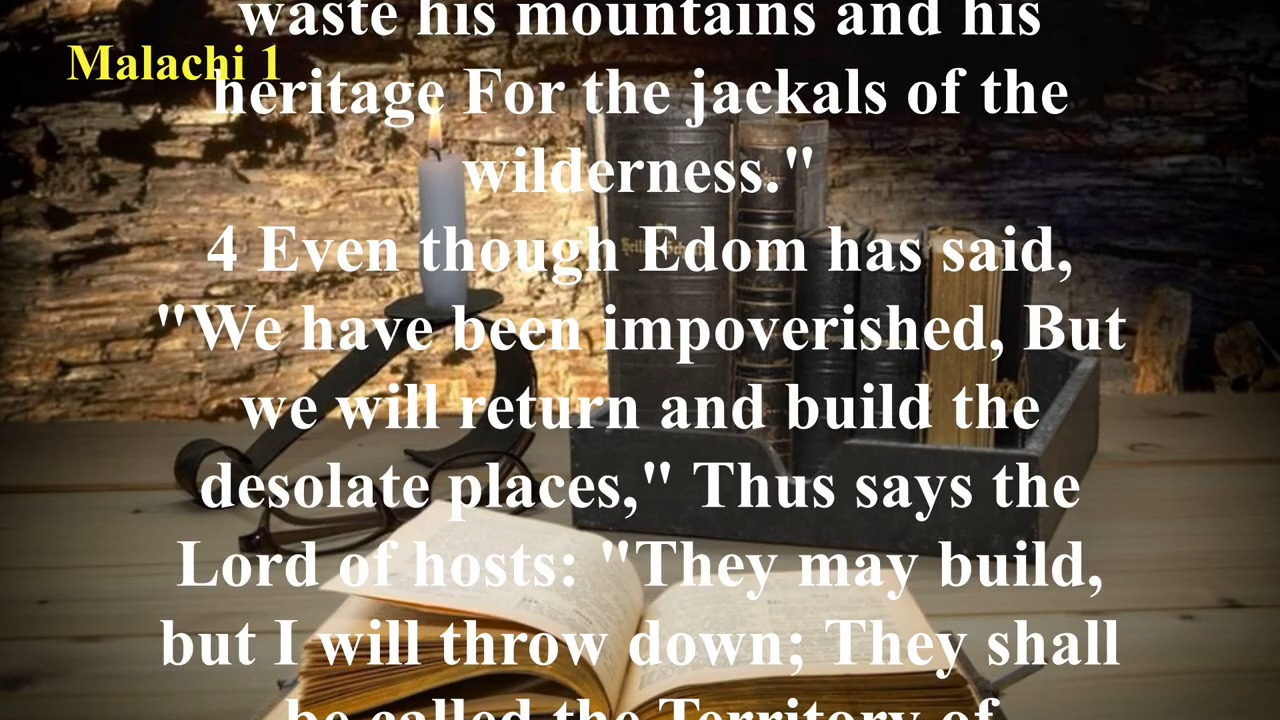 waste his mountains and his
Malachi 1
heritage For the jackals of the
wilderness."
4 Even though Edom has said,
"We have been impoverished, But
we will return and build the
desolate places," Thus says the
Lord of hosts: "They may build,
but I will throw down; They shall
be called the Territory of